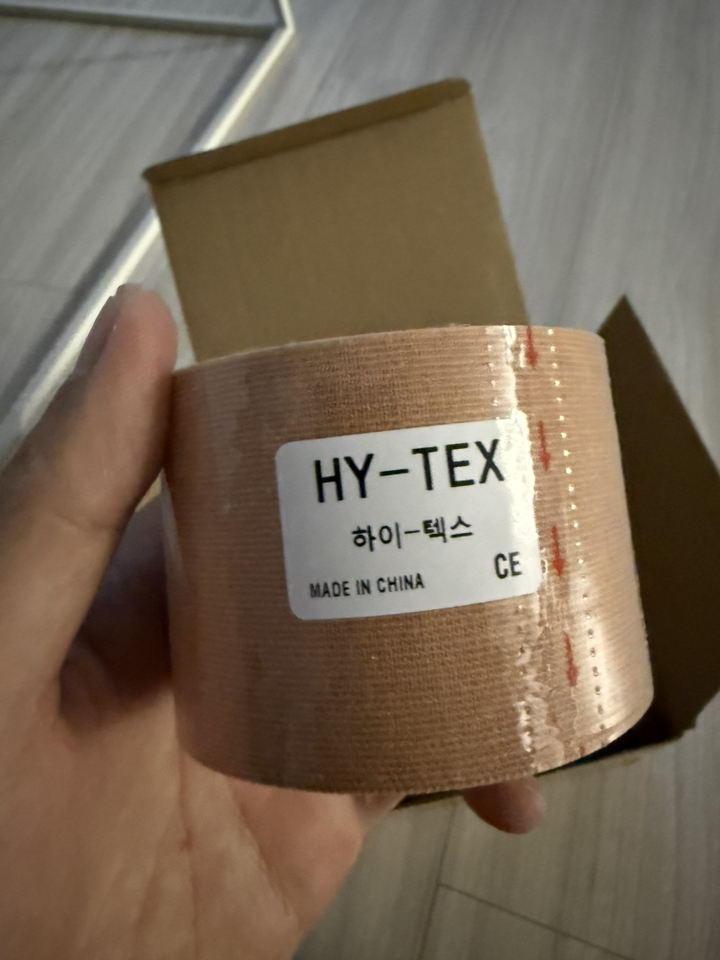 HY-TEX
하이-텍스
CE
MADE IN CHINA